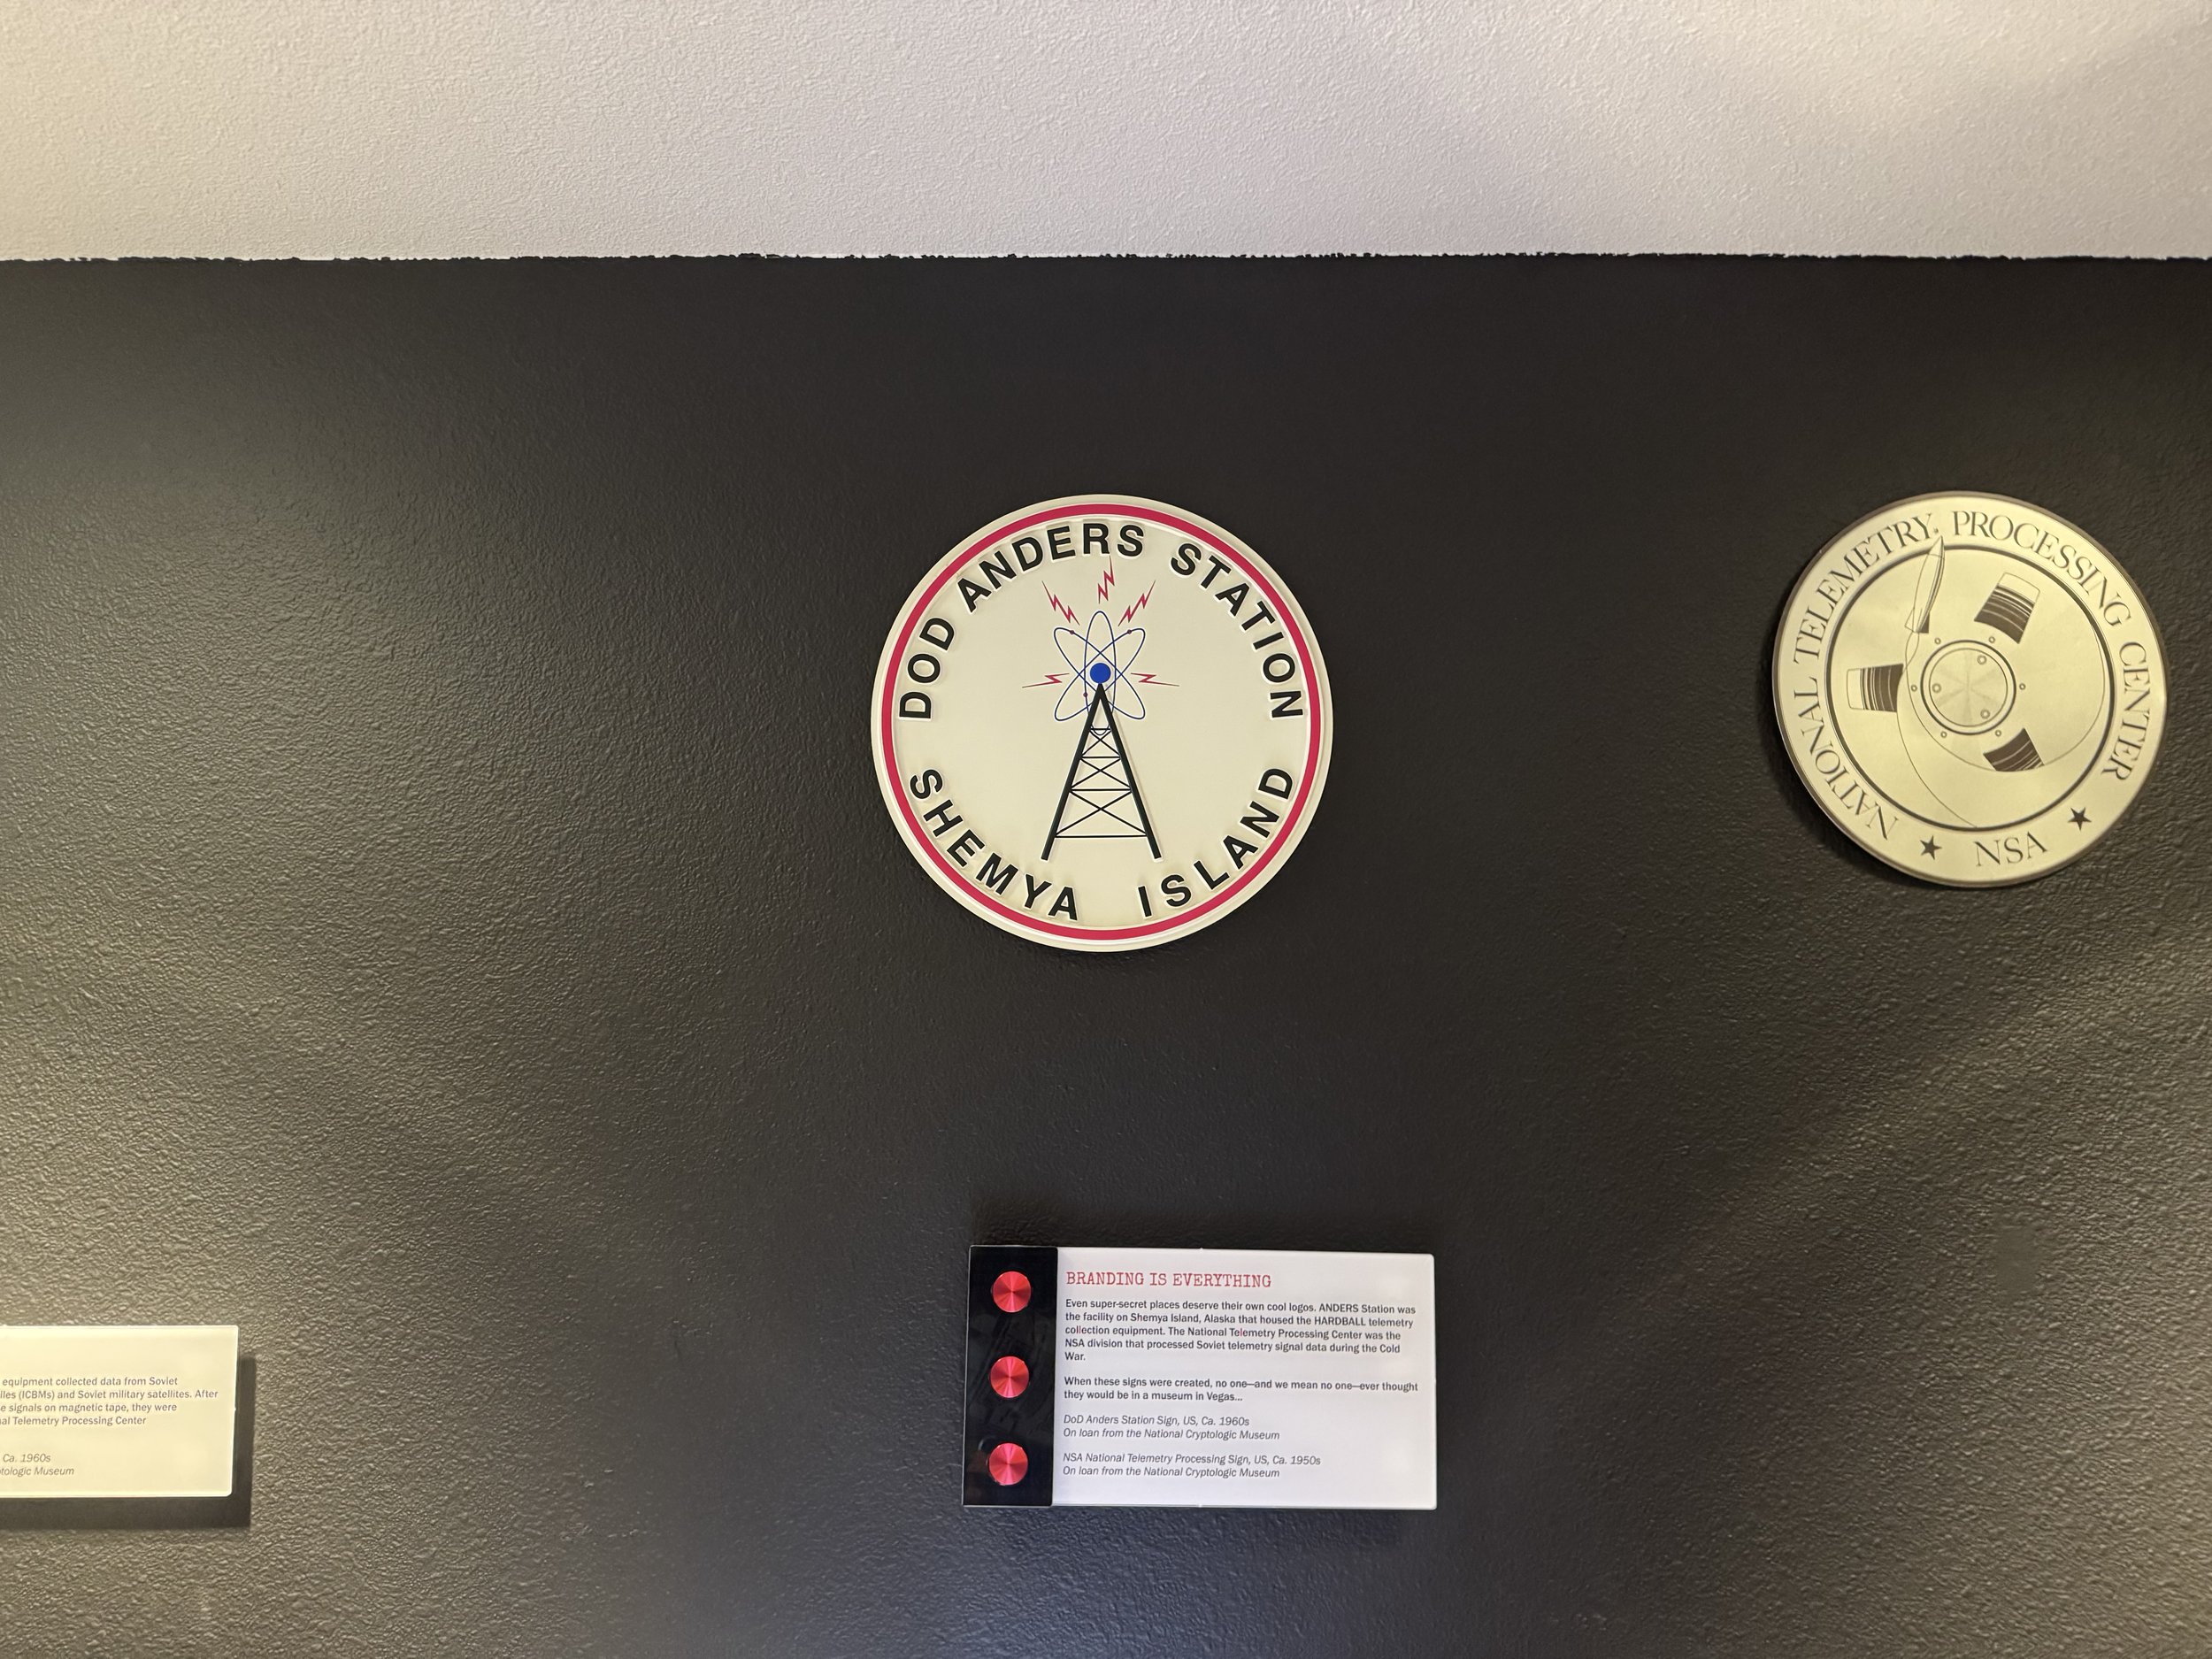 DOD ANDERS STATION
SHEMYA ISLAND
NATIONAL TELEMETRY PROCESSING CENTER
★ NSA ★
BRANDING IS EVERYTHING
Even super-secret places deserve their own cool logos. ANDERS Station was
the facility on Shemya Island, Alaska that housed the HARDBALL telemetry
collection equipment. The National Telemetry Processing Center was the
NSA division that processed Soviet telemetry signal data during the Cold
War.
When these signs were created, no one—and we mean no one—ever thought
they would be in a museum in Vegas...
DoD Anders Station Sign, US, Ca. 1960s
On loan from the National Cryptologic Museum
NSA National Telemetry Processing Sign, US, Ca. 1950s
On loan from the National Cryptologic Museum
equipment collected data from Soviet
iles (ICBMs) and Soviet military satellites. After
e signals on magnetic tape, they were
al Telemetry Processing Center
Ca. 1960s
tologic Museum